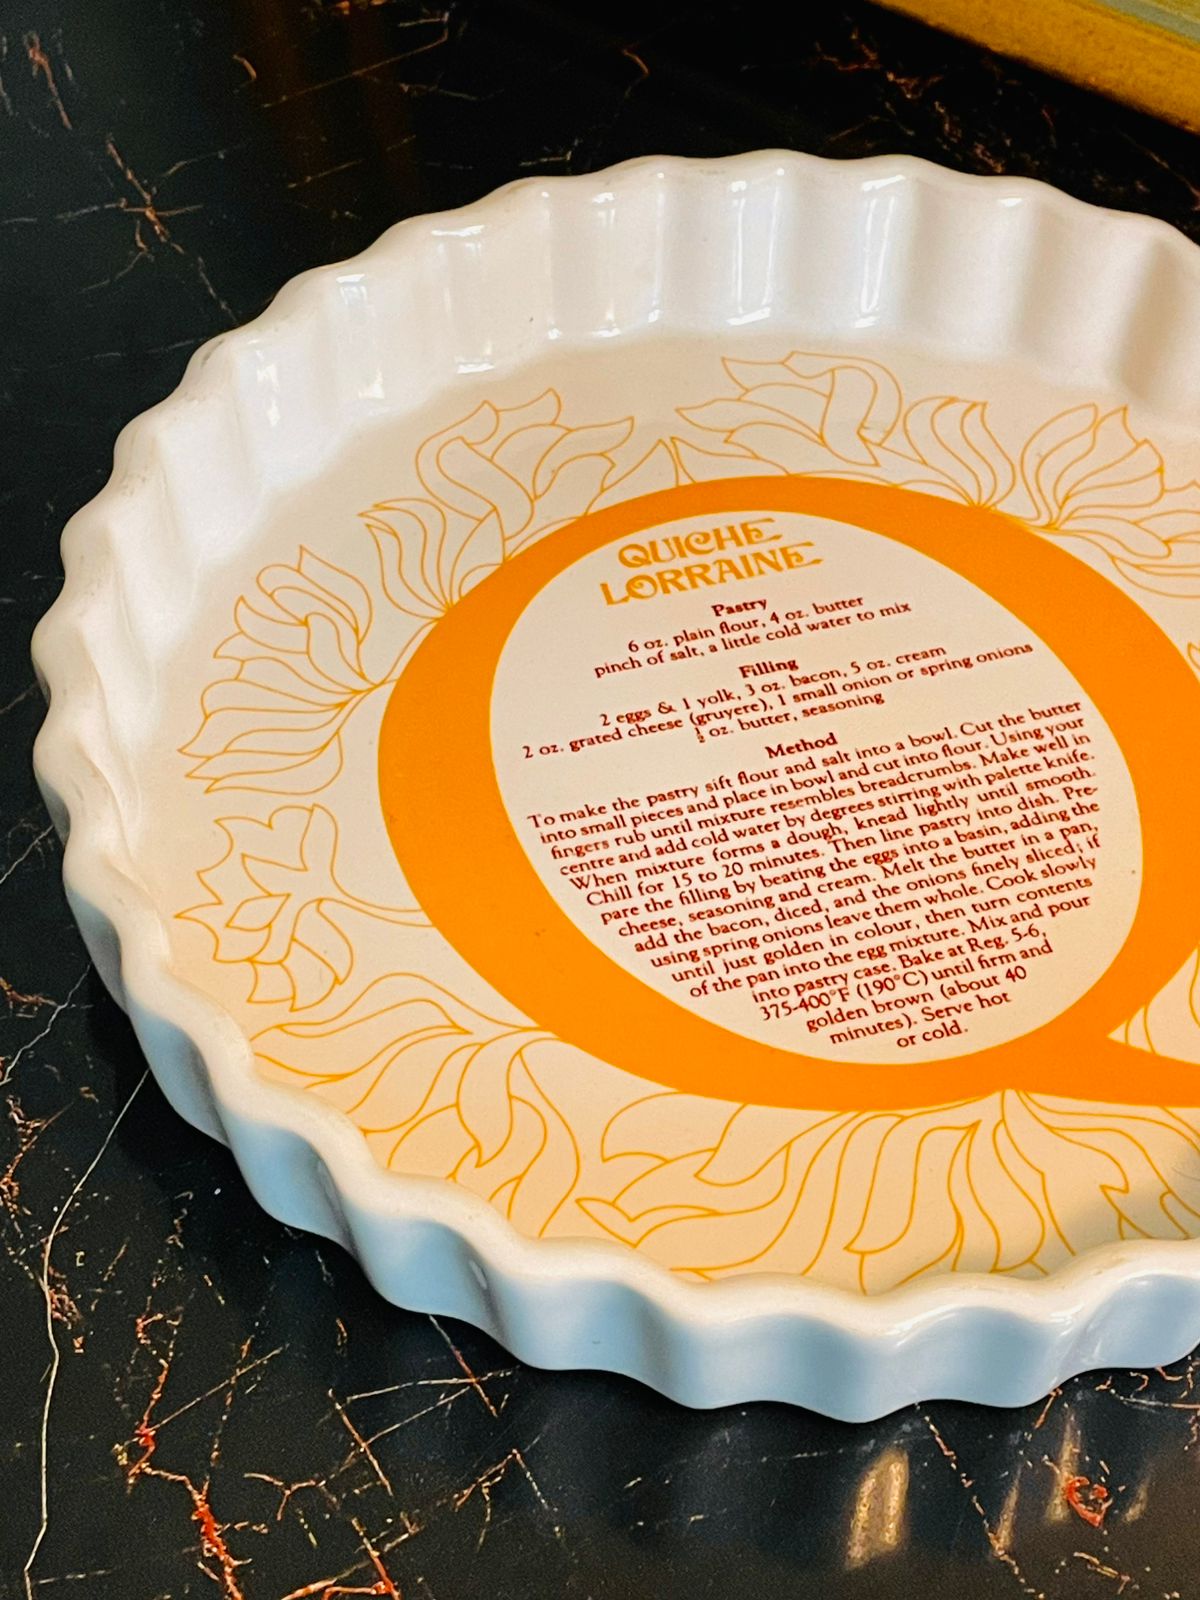 QUICHE
LORRAINE
Pastry
6 oz. plain flour, 4 oz. butter
pinch of salt, a little cold water to mix
Filling
2 eggs & 1 yolk, 3 oz. bacon, 5 oz. cream
2 oz. grated cheese (gruyere), 1 small onion or spring onions
½ oz. butter, seasoning
Method
To make the pastry sift flour and salt into a bowl. Cut the butter
into small pieces and place in bowl and cut into flour. Using your
fingers rub until mixture resembles breadcrumbs. Make well in
centre and add cold water by degrees stirring with palette knife.
When mixture forms a dough, knead lightly until smooth.
Chill for 15 to 20 minutes. Then line pastry into dish. Pre-
pare the filling by beating the eggs into a basin, adding the
cheese, seasoning and cream. Melt the butter in a pan,
add the bacon, diced, and the onions finely sliced; if
using spring onions leave them whole. Cook slowly
until just golden in colour, then turn contents
of the pan into the egg mixture. Mix and pour
into pastry case. Bake at Reg. 5-6,
375-400°F (190°C) until firm and
golden brown (about 40
minutes). Serve hot
or cold.